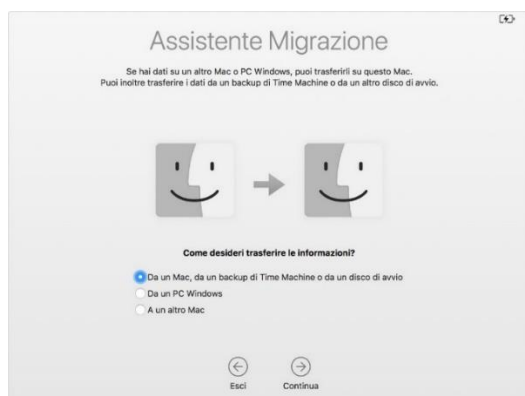 Assistente Migrazione
Se hai dati su un altro Mac o PC Windows, puoi trasferirli su questo Mac.
Puoi inoltre trasferire i dati da un backup di Time Machine o da un altro disco di avvio.
Come desideri trasferire le informazioni?
Da un Mac, da un backup di Time Machine o da un disco di avvio
Da un PC Windows
A un altro Mac
Esci
Continua